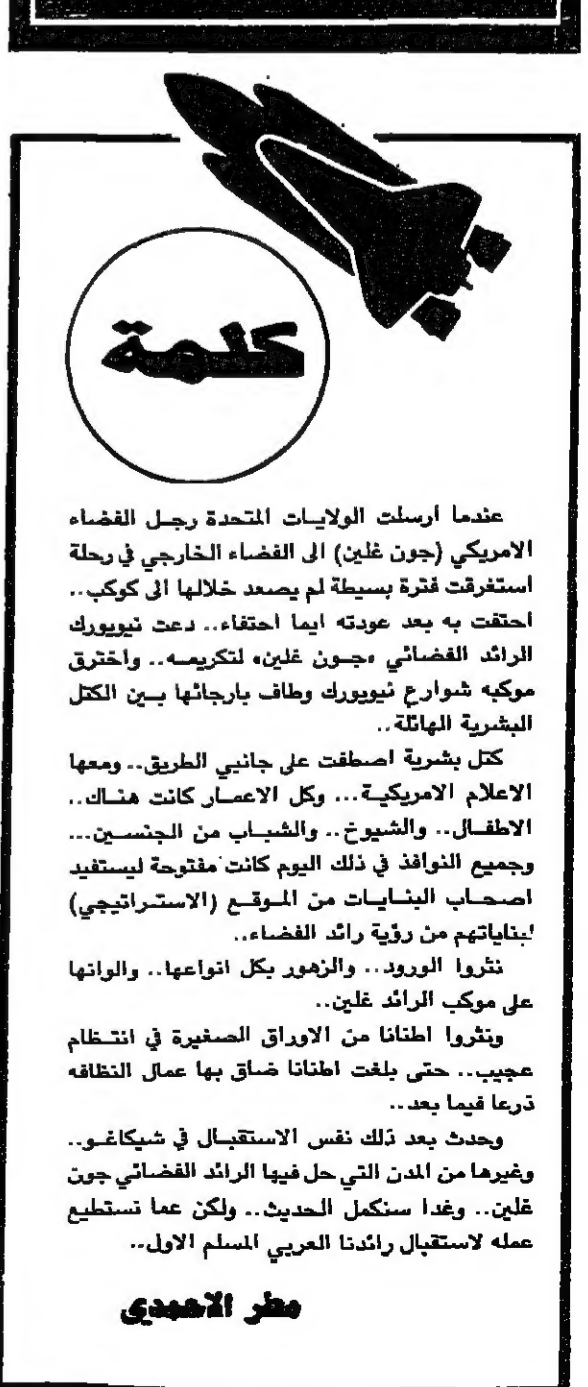 كلمة
عندما ارسلت الولايات المتحدة رجل الفضاء
الامريكي (جون غلين) الى الفضاء الخارجي في رحلة
استغرقت فترة بسيطة لم يصعد خلالها الى كوكب..
احتفت به بعد عودته ايما احتفاء.. دعت نيويورك
الرائد الفضائي «جون غلين» لتكريمه.. واخترق
موكبه شوارع نيويورك وطاف بارجائها بين الكتل
البشرية الهائلة..
كتل بشرية اصطفت على جانبي الطريق.. ومعها
الاعلام الامريكية... وكل الاعمار كانت هناك..
الاطفال.. والشيوخ.. والشباب من الجنسين...
وجميع النوافذ في ذلك اليوم كانت مفتوحة ليستفيد
اصحاب البنايات من الموقع (الاستراتيجي)
لبناياتهم من رؤية رائد الفضاء..
نثروا الورود.. والزهور بكل انواعها.. والوانها
على موكب الرائد غلين..
ونثروا اطنانا من الاوراق الصغيرة في انتظام
عجيب.. حتى بلغت اطنانا ضاق بها عمال النظافه
ذرعا فيما بعد..
وحدث بعد ذلك نفس الاستقبال في شيكاغو..
وغيرها من المدن التي حل فيها الرائد الفضائي جون
غلين.. وغدا سنكمل الحديث.. ولكن عما نستطيع
عمله لاستقبال رائدنا العربي المسلم الاول..
مطر الاحمدي